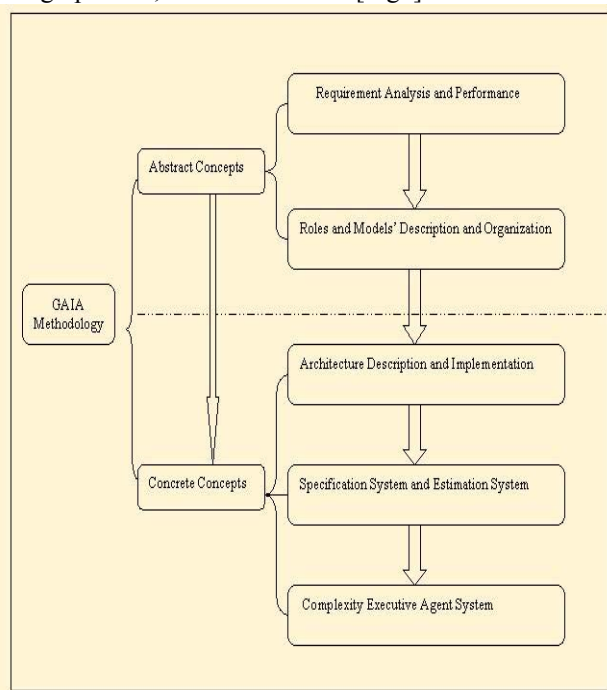 Requirement Analysis and Performance
Abstract Concepts
Roles and Models' Description and Organization
GAIA
Methodology
Architecture Description and Implementation
Concrete Concepts
Specification System and Estimation System
Complexity Executive Agent System